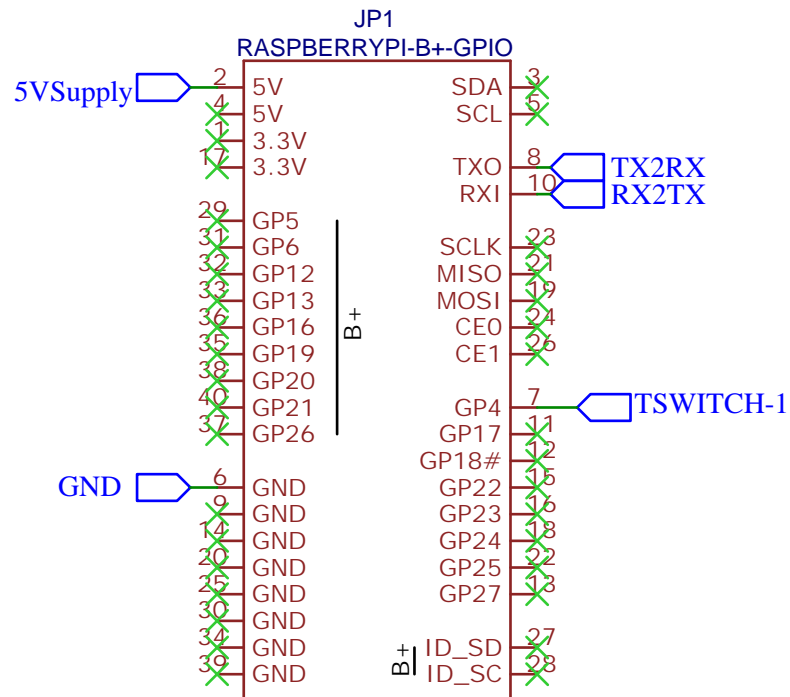 JP1
RASPBERRYPI-B+-GPIO
5VSupply 2 5V SDA 3
4 5V SCL 5
1 3.3V
17 3.3V TXO 8 TX2RX
RXI 10 RX2TX
29 GP5
31 GP6 SCLK 23
32 GP12 MISO 21
33 GP13 MOSI 19
36 GP16 CE0 24
35 GP19 CE1 26
B+
38 GP20
40 GP21 GP4 7 TSWITCH-1
37 GP26 GP17 11
GP18# 12
GND 6 GND GP22 15
9 GND GP23 16
14 GND GP24 18
20 GND GP25 22
25 GND GP27 13
30 GND
34 GND B+ ID_SD 27
39 GND ID_SC 28